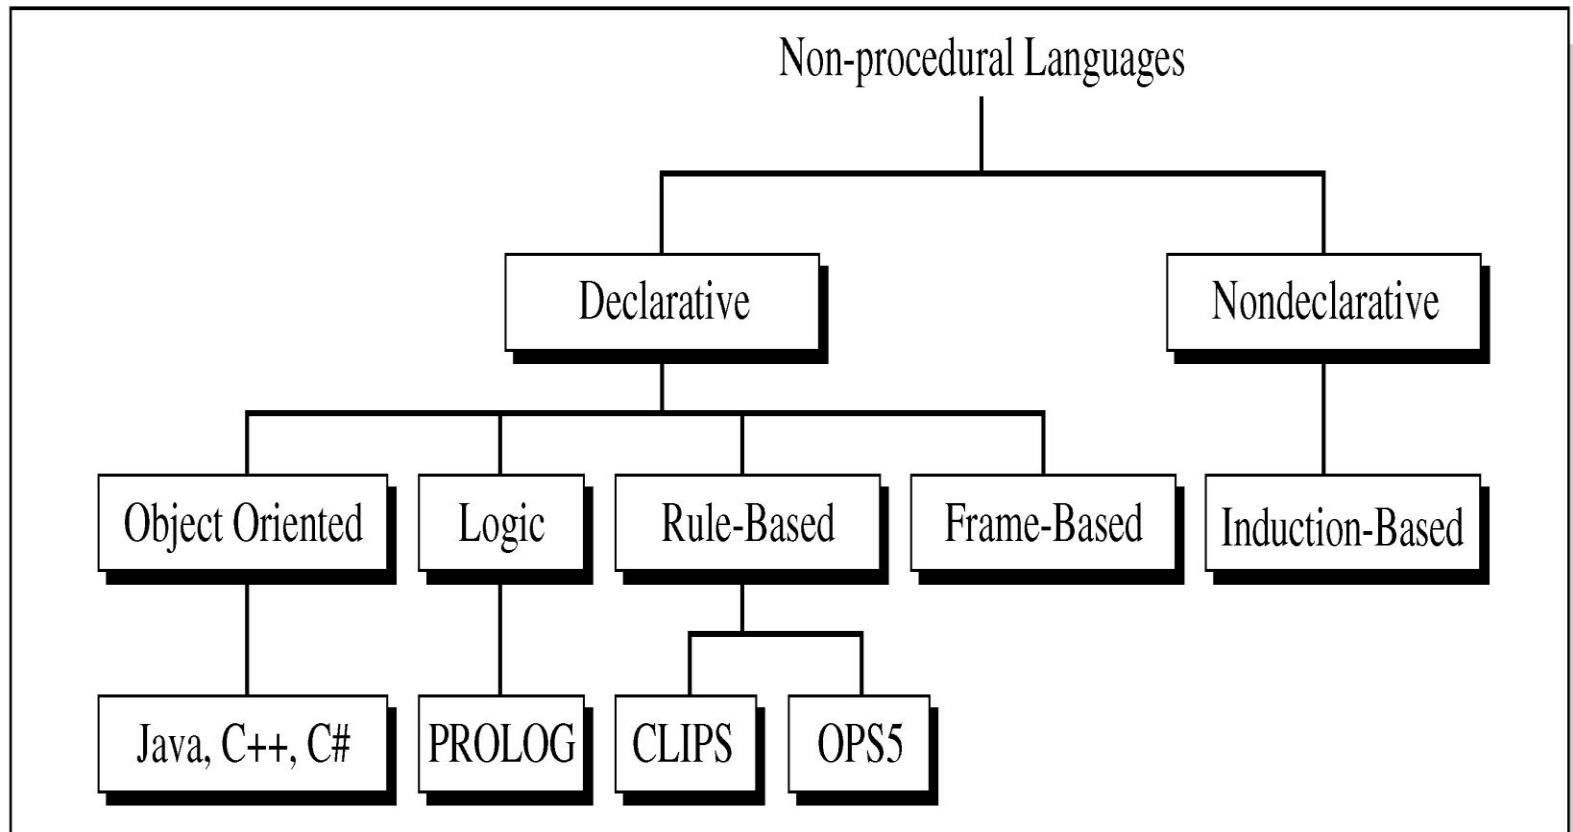 Non-procedural Languages
Declarative
Nondeclarative
Object Oriented
Logic
Rule-Based
Frame-Based
Induction-Based
Java, C++, C#
PROLOG
CLIPS
OPS5